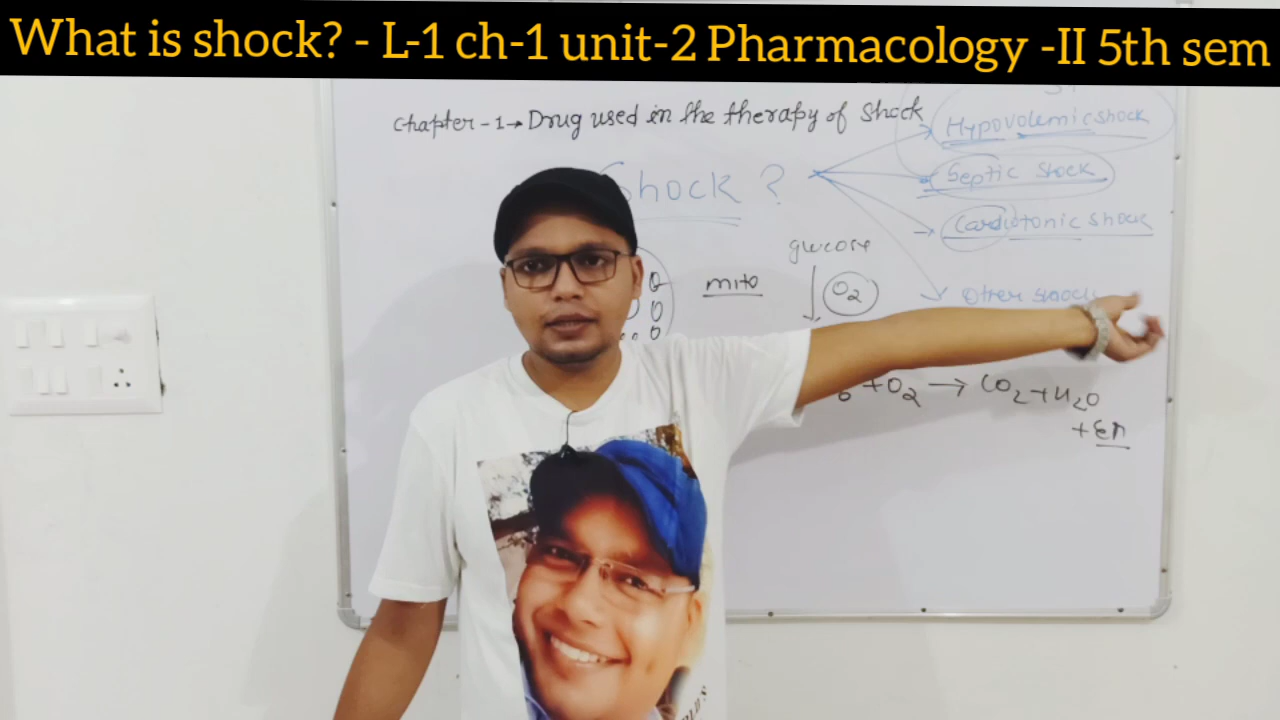 What is shock? - L-1 ch-1 unit-2 Pharmacology -II 5th sem
chapter-1→ Drug used in the therapy of Shock
Hypovolemic shock
Shock ?
Septic shock
Cardiotonic shock
glucose
mito
O2
Other shock
6 +O2 → CO2+H2O
+En